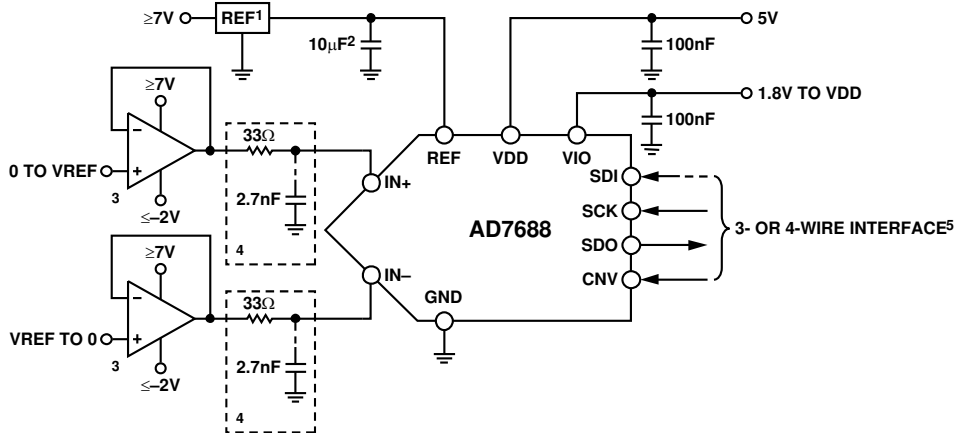 ≥7V
REF1
10µF2
100nF
5V
100nF
1.8V TO VDD
≥7V
–
+
0 TO VREF
3
≤–2V
33Ω
2.7nF
4
REF
VDD
VIO
IN+
IN–
AD7688
GND
SDI
SCK
SDO
CNV
3- OR 4-WIRE INTERFACE5
≥7V
–
+
VREF TO 0
3
≤–2V
33Ω
2.7nF
4